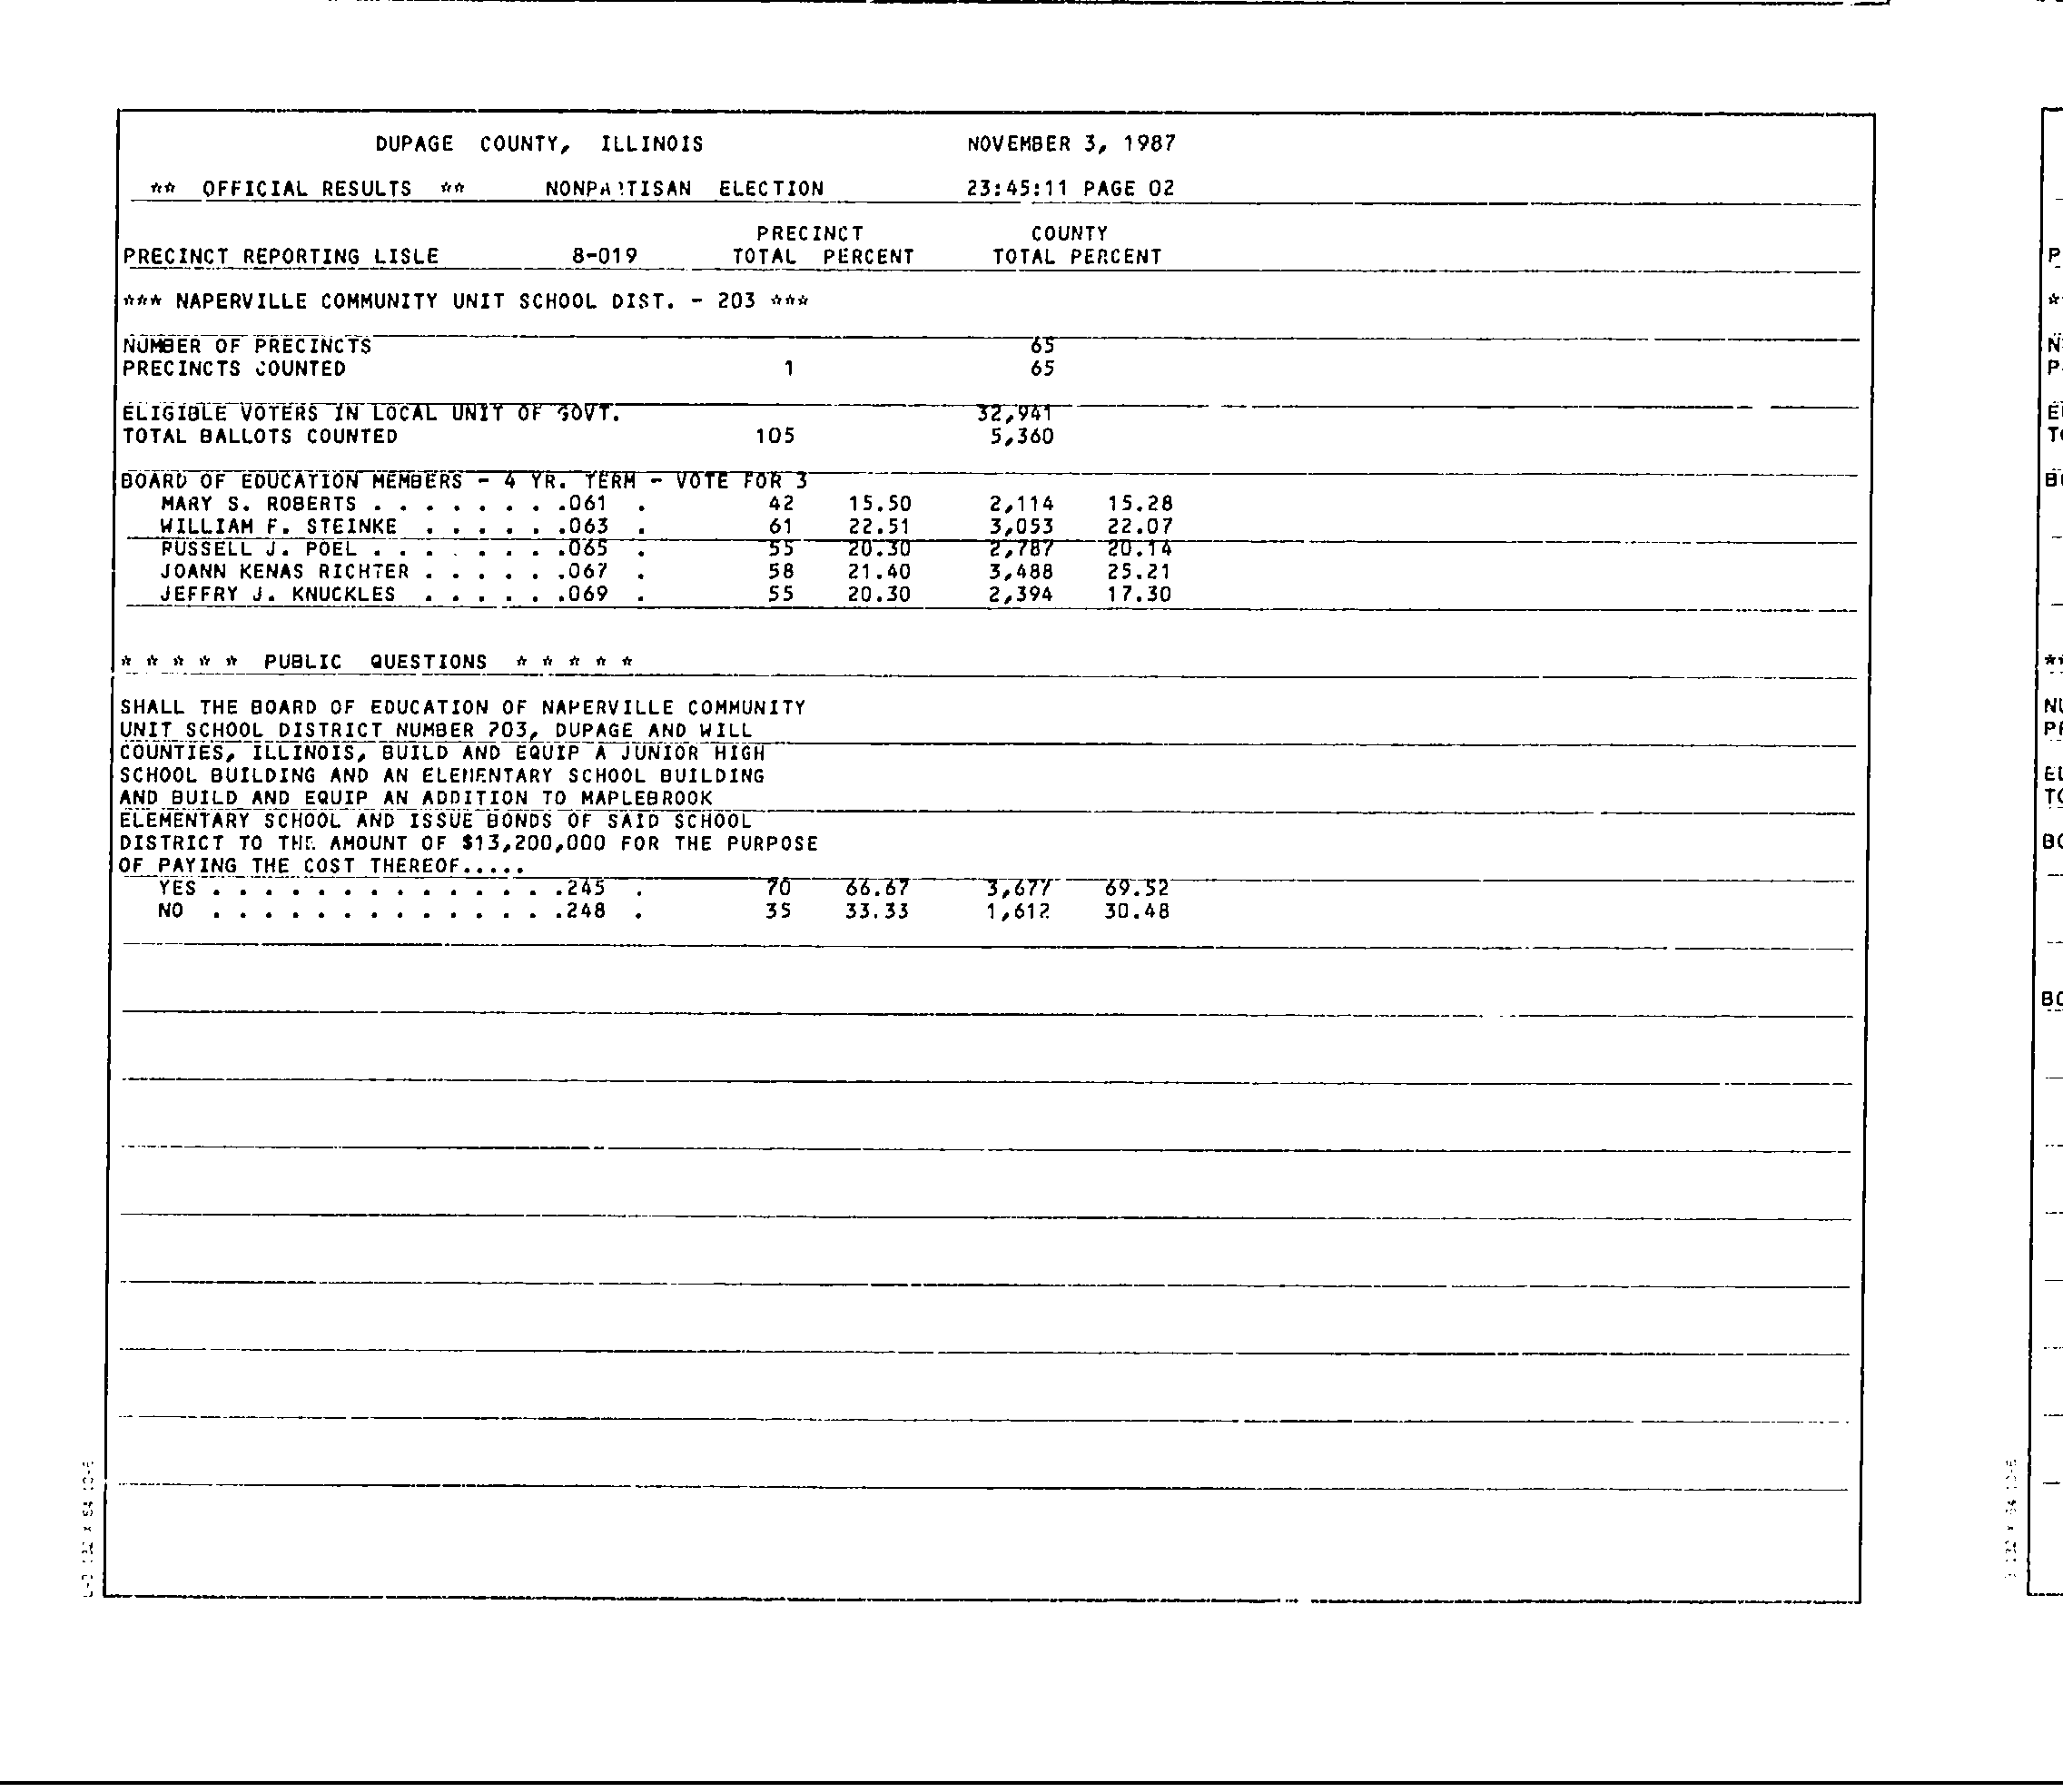 DUPAGE COUNTY, ILLINOIS NOVEMBER 3, 1987
** OFFICIAL RESULTS ** NONPARTISAN ELECTION 23:45:11 PAGE 02
PRECINCT COUNTY
PRECINCT REPORTING LISLE 8-019 TOTAL PERCENT TOTAL PERCENT
*** NAPERVILLE COMMUNITY UNIT SCHOOL DIST. - 203 ***
NUMBER OF PRECINCTS 65
PRECINCTS COUNTED 1 65
ELIGIBLE VOTERS IN LOCAL UNIT OF GOVT. 32,941
TOTAL BALLOTS COUNTED 105 5,360
BOARD OF EDUCATION MEMBERS - 4 YR. TERM - VOTE FOR 3
MARY S. ROBERTS . . . . . . . .061 . 42 15.50 2,114 15.28
WILLIAM F. STEINKE . . . . . .063 . 61 22.51 3,053 22.07
RUSSELL J. POEL . . . . . . . .065 . 55 20.30 2,787 20.14
JOANN KENAS RICHTER . . . . . .067 . 58 21.40 3,488 25.21
JEFFRY J. KNUCKLES . . . . . .069 . 55 20.30 2,394 17.30
* * * * * PUBLIC QUESTIONS * * * * *
SHALL THE BOARD OF EDUCATION OF NAPERVILLE COMMUNITY
UNIT SCHOOL DISTRICT NUMBER 203, DUPAGE AND WILL
COUNTIES, ILLINOIS, BUILD AND EQUIP A JUNIOR HIGH
SCHOOL BUILDING AND AN ELEMENTARY SCHOOL BUILDING
AND BUILD AND EQUIP AN ADDITION TO MAPLEBROOK
ELEMENTARY SCHOOL AND ISSUE BONDS OF SAID SCHOOL
DISTRICT TO THE AMOUNT OF $13,200,000 FOR THE PURPOSE
OF PAYING THE COST THEREOF.....
YES . . . . . . . . . . . . . .245 . 70 66.67 3,677 69.52
NO . . . . . . . . . . . . . .248 . 35 33.33 1,612 30.48